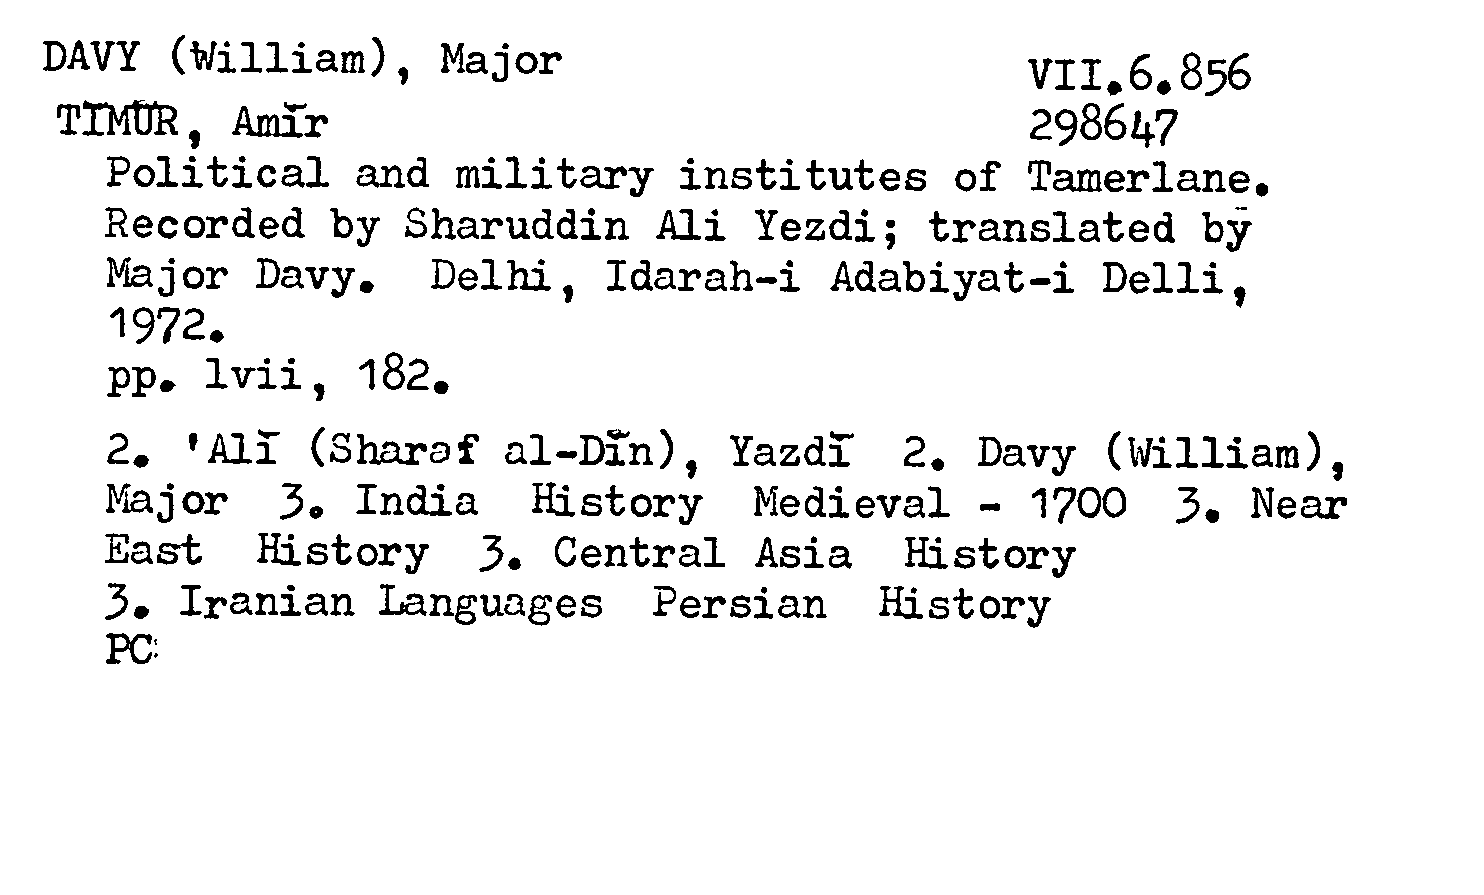 DAVY (William), Major
VII.6.856
TĪMŪR, Amīr
298647
Political and military institutes of Tamerlane.
Recorded by Sharuddin Ali Yezdi; translated by
Major Davy. Delhi, Idarah-i Adabiyat-i Delli,
1972.
pp. lvii, 182.
2. 'Alī (Sharaf al-Dīn), Yazdī 2. Davy (William),
Major 3. India History Medieval - 1700 3. Near
East History 3. Central Asia History
3. Iranian Languages Persian History
PC